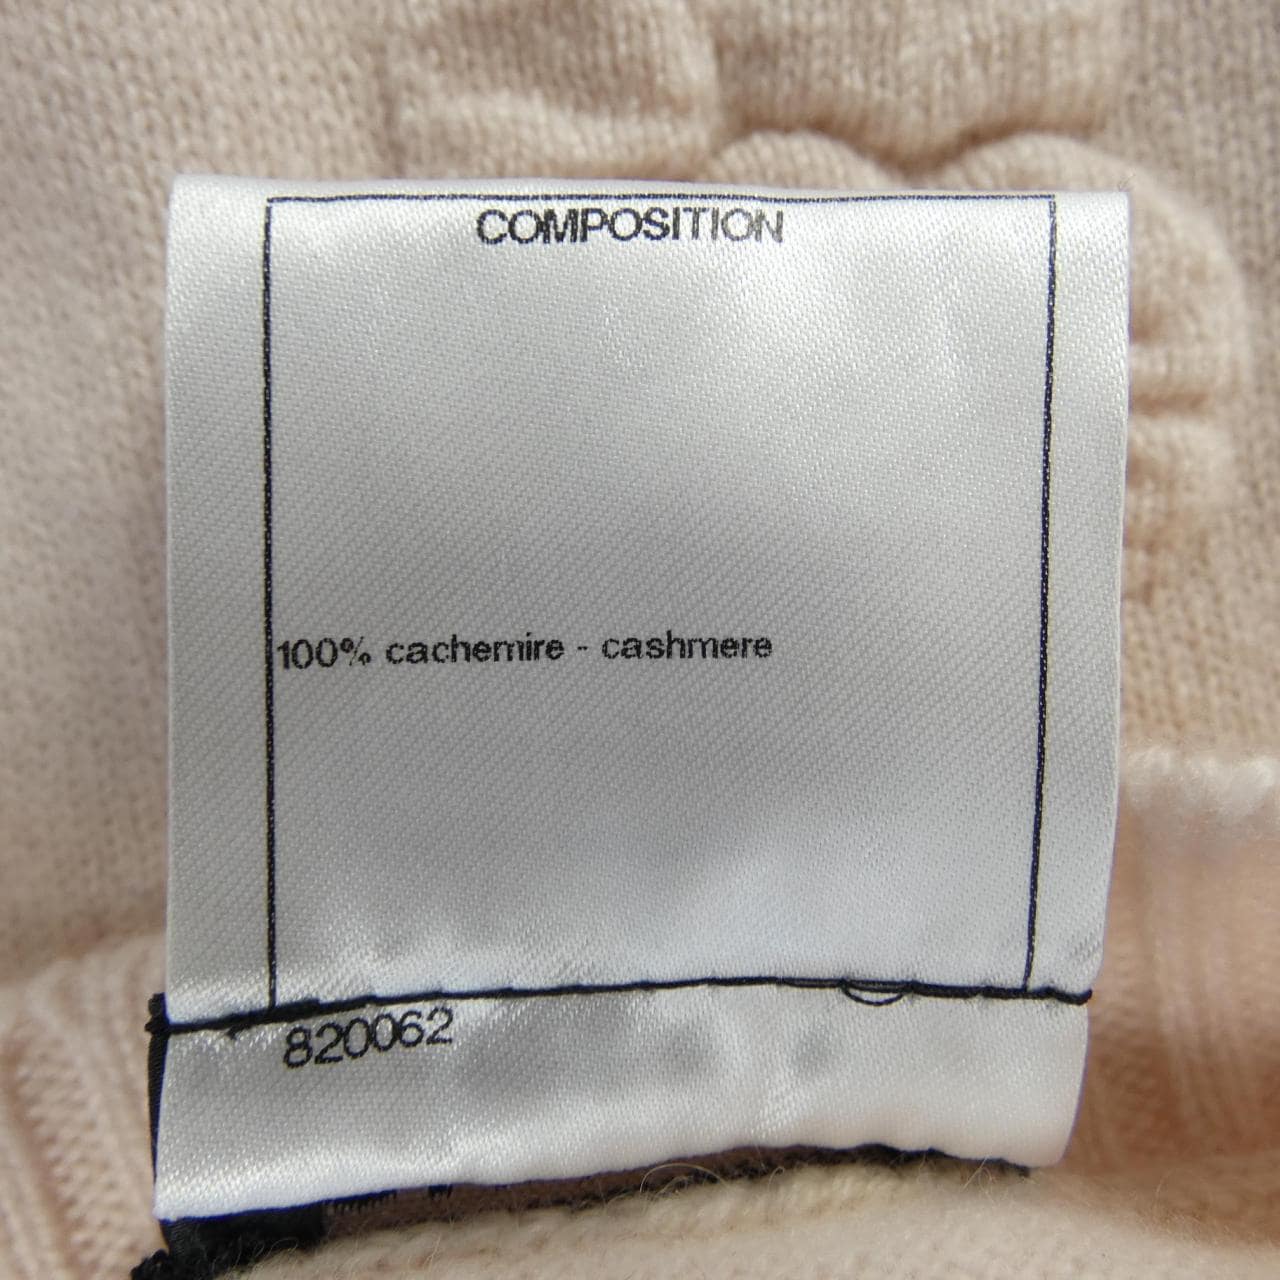 COMPOSITION
100% cachemire - cashmere
820062